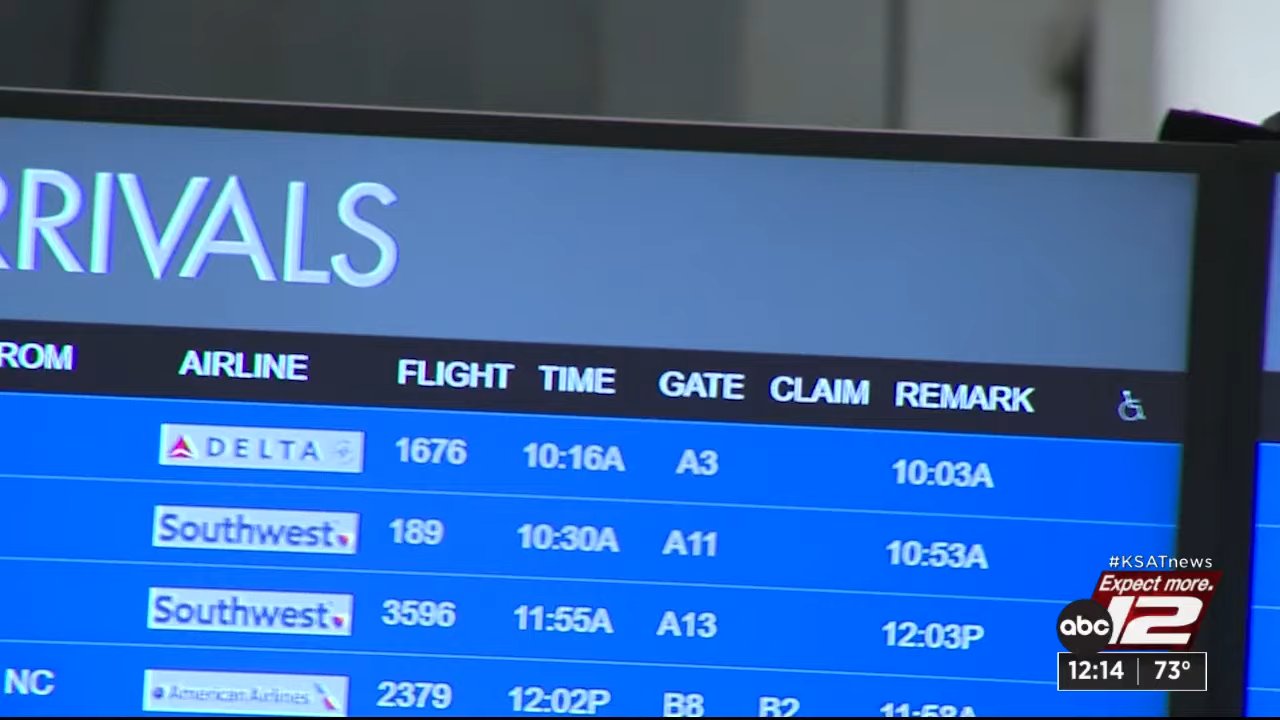 RRIVALS
ROM AIRLINE FLIGHT TIME GATE CLAIM REMARK
DELTA 1676 10:16A A3 10:03A
Southwest 189 10:30A A11 10:53A
Southwest 3596 11:55A A13 12:03P
NC American Airlines 2379 12:02P B8 B2 11:58A
#KSATnews
Expect more.
abc 12
12:14 73°